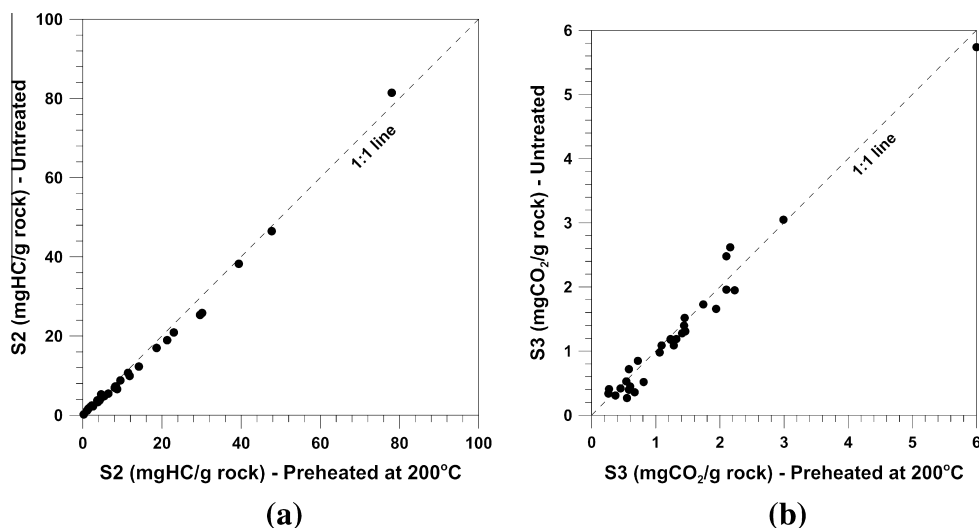 100
80
60
40
20
0
S2 (mgHC/g rock) - Untreated
1:1 line
0 20 40 60 80 100
S2 (mgHC/g rock) - Preheated at 200°C
(a)
6
5
4
3
2
1
0
S3 (mgCO₂/g rock) - Untreated
1:1 line
0 1 2 3 4 5 6
S3 (mgCO₂/g rock) - Preheated at 200°C
(b)